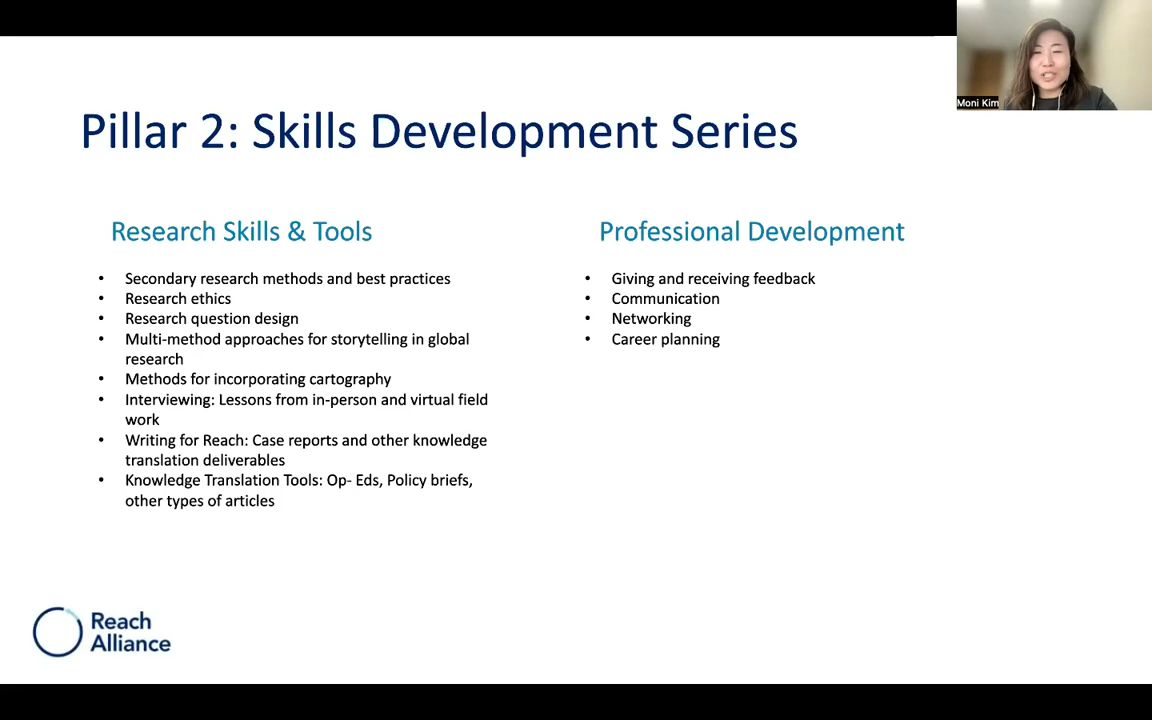 Moni Kim
Pillar 2: Skills Development Series
Research Skills & Tools
• Secondary research methods and best practices
• Research ethics
• Research question design
• Multi-method approaches for storytelling in global
research
• Methods for incorporating cartography
• Interviewing: Lessons from in-person and virtual field
work
• Writing for Reach: Case reports and other knowledge
translation deliverables
• Knowledge Translation Tools: Op- Eds, Policy briefs,
other types of articles
Professional Development
• Giving and receiving feedback
• Communication
• Networking
• Career planning
Reach
Alliance